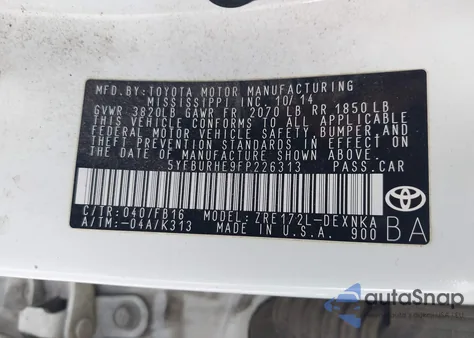 MFD.BY:TOYOTA MOTOR MANUFACTURING
MISSISSIPPI, INC. 10/14
GVWR 3820LB GAWR FR 2070 LB, RR 1850 LB
THIS VEHICLE CONFORMS TO ALL APPLICABLE
FEDERAL MOTOR VEHICLE SAFETY, BUMPER, AND
THEFT PREVENTION STANDARDS IN EFFECT ON
THE DATE OF MANUFACTURE SHOWN ABOVE.
5YFBURHE9FP226313 PASS.CAR
C/TR:040/FB16 MODEL:ZRE172L-DEXNKA
A/TM:-04A/K313 MADE IN U.S.A. 900
BA
TOYOTA
autoSnap